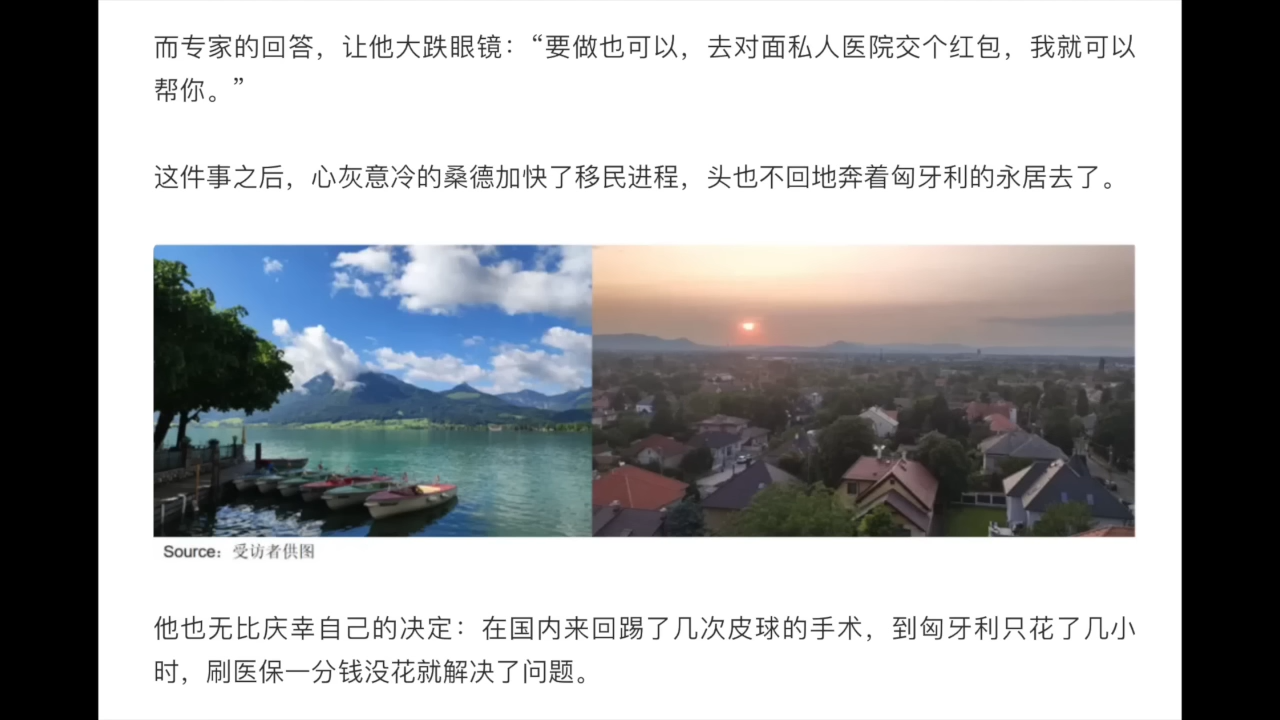 而专家的回答，让他大跌眼镜：“要做也可以，去对面私人医院交个红包，我就可以
帮你。”
这件事之后，心灰意冷的桑德加快了移民进程，头也不回地奔着匈牙利的永居去了。
Source：受访者供图
他也无比庆幸自己的决定：在国内来回踢了几次皮球的手术，到匈牙利只花了几小
时，刷医保一分钱没花就解决了问题。